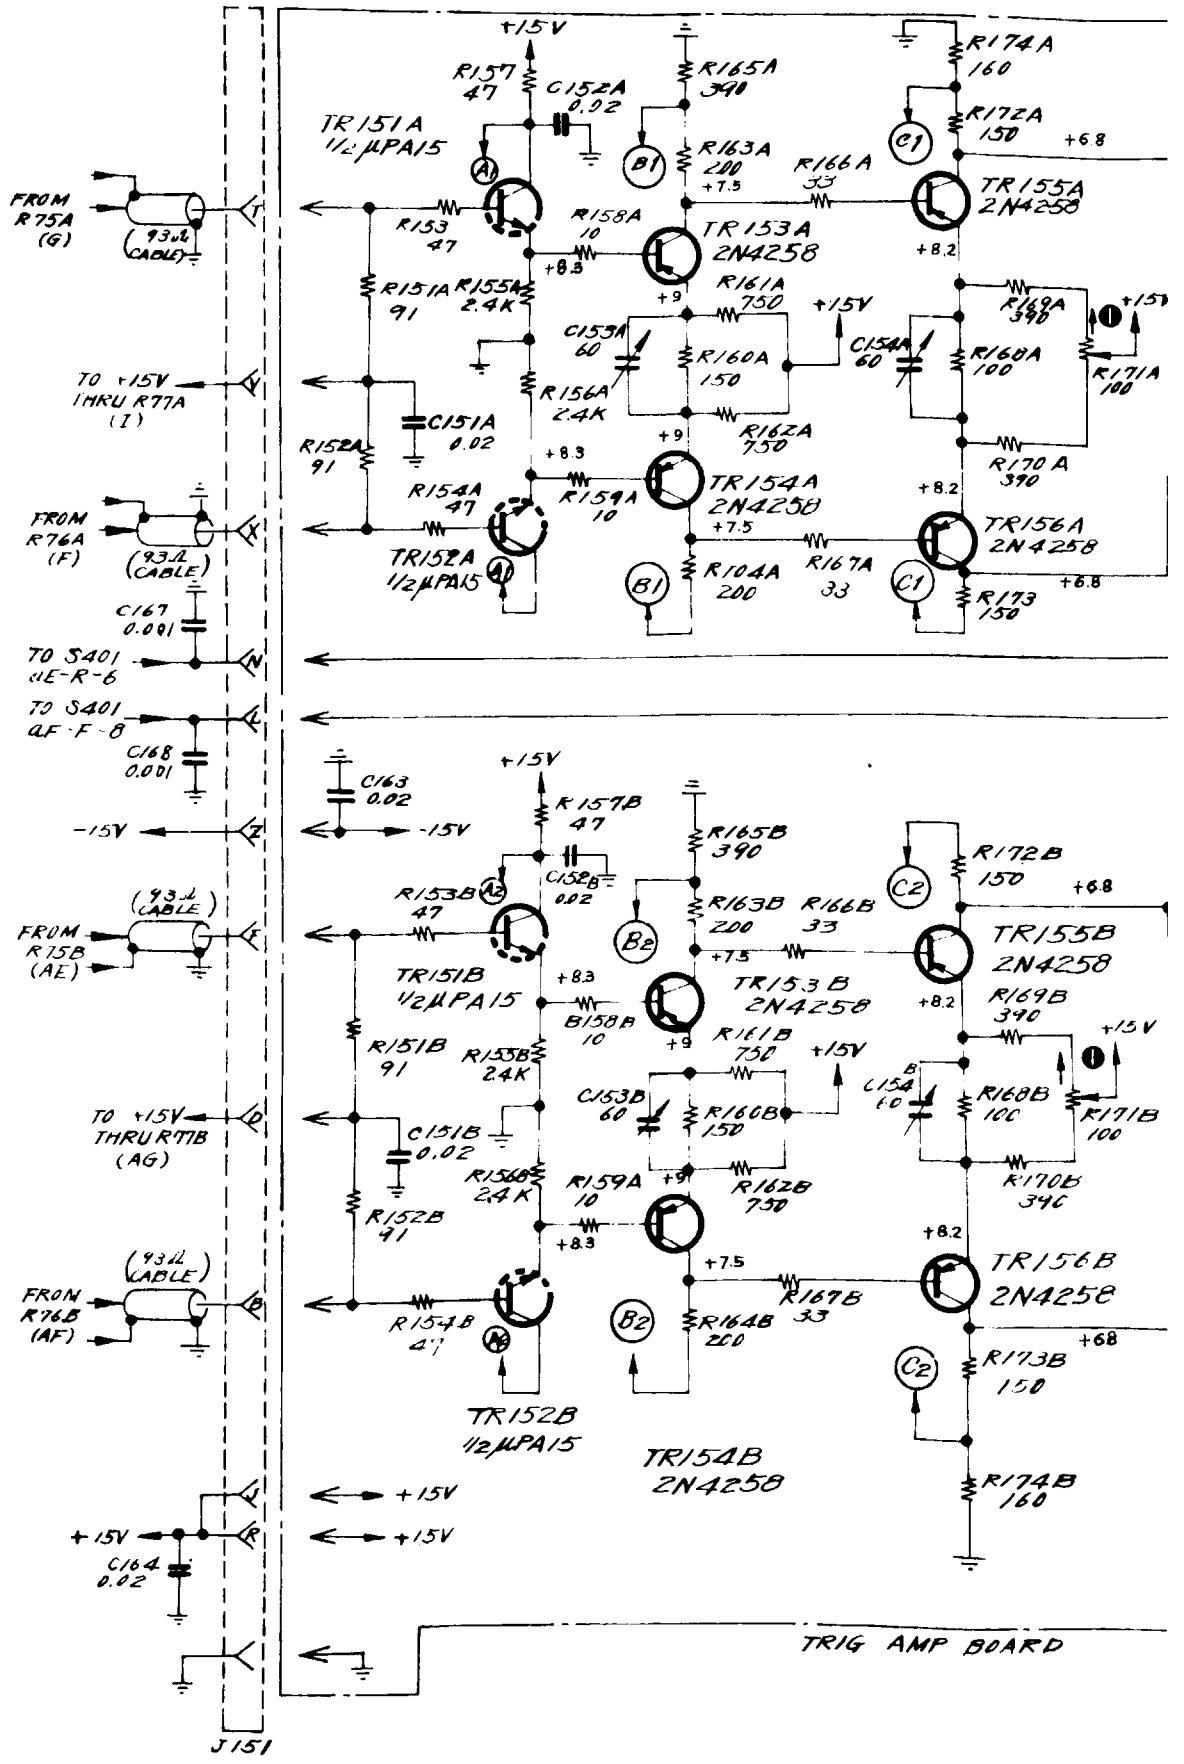 +15V
R157
47
C152A
0.02
TR151A
1/2 μPA15
A1
R165A
390
B1
R163A
200
+7.5
R166A
33
R174A
160
C1
R172A
150
+6.8
TR155A
2N4258
+8.2
FROM
R75A
(G)
(93Ω
CABLE)
T
R153
47
R158A
10
+8.3
TR153A
2N4258
+9
R151A
91
R155A
2.4K
R161A
750
+15V
C153A
60
R160A
150
R162A
750
+9
R169A
390
+15V
C154A
60
R168A
100
R171A
100
R170A
390
+8.2
TO +15V
THRU R77A
(I)
V
C151A
0.02
R156A
2.4K
R152A
91
+8.3
R154A
47
R159A
10
TR154A
2N4258
+7.5
FROM
R76A
(F)
(93Ω
CABLE)
X
TR152A
1/2 μPA15
A1
B1
R104A
200
R167A
33
TR156A
2N4258
C1
R173
150
+6.8
C167
0.001
TO S401
N
TO S401
L
C168
0.001
C163
0.02
-15V
Z
-15V
+15V
R157B
47
C152B
0.02
A2
R165B
390
B2
R163B
200
+7.5
R166B
33
C2
R172B
150
+6.8
TR155B
2N4258
+8.2
(93Ω
CABLE)
FROM
R75B
(AE)
F
R153B
47
TR151B
1/2 μPA15
+8.3
B158B
10
TR153B
2N4258
+9
R151B
91
R155B
2.4K
R161B
750
+15V
C153B
60
R160B
150
R162B
750
+9
R169B
390
+15V
C154B
60
R168B
100
R171B
100
R170B
390
+8.2
TO +15V
THRU R77B
(AG)
D
C151B
0.02
R156B
2.4K
R152B
91
R159A
10
+8.3
+7.5
(93Ω
CABLE)
FROM
R76B
(AF)
B
R154B
47
A2
TR152B
1/2 μPA15
B2
R164B
200
R167B
33
TR156B
2N4258
+6.8
C2
R173B
150
TR154B
2N4258
R174B
160
J
+15V
+15V
R
+15V
C164
0.02
TRIG AMP BOARD
J151